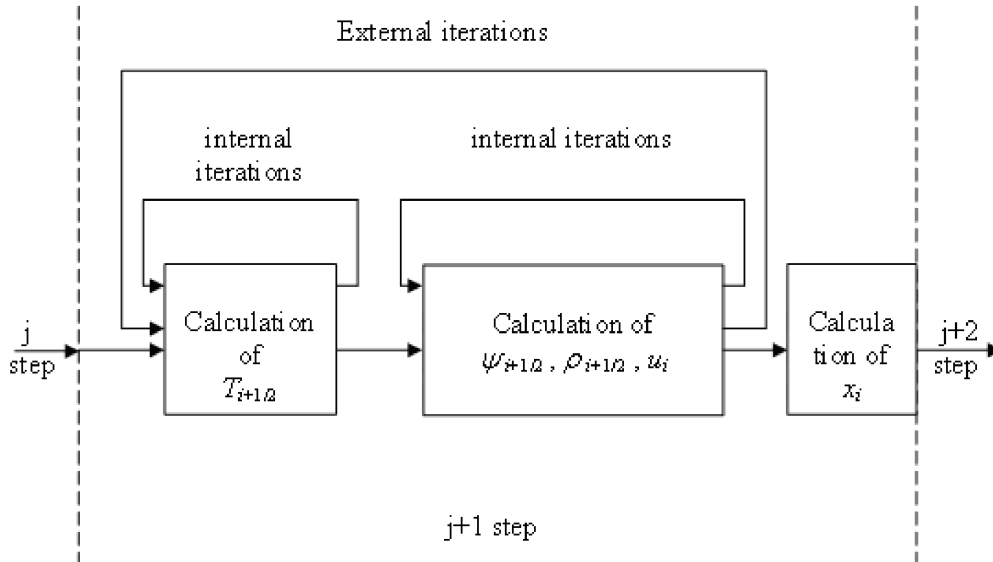 External iterations
internal
iterations
internal iterations
j
step
Calculation
of
T_{i+1/2}
Calculation of
ψ_{i+1/2} , ρ_{i+1/2} , u_i
Calcula
tion of
x_i
j+2
step
j+1 step